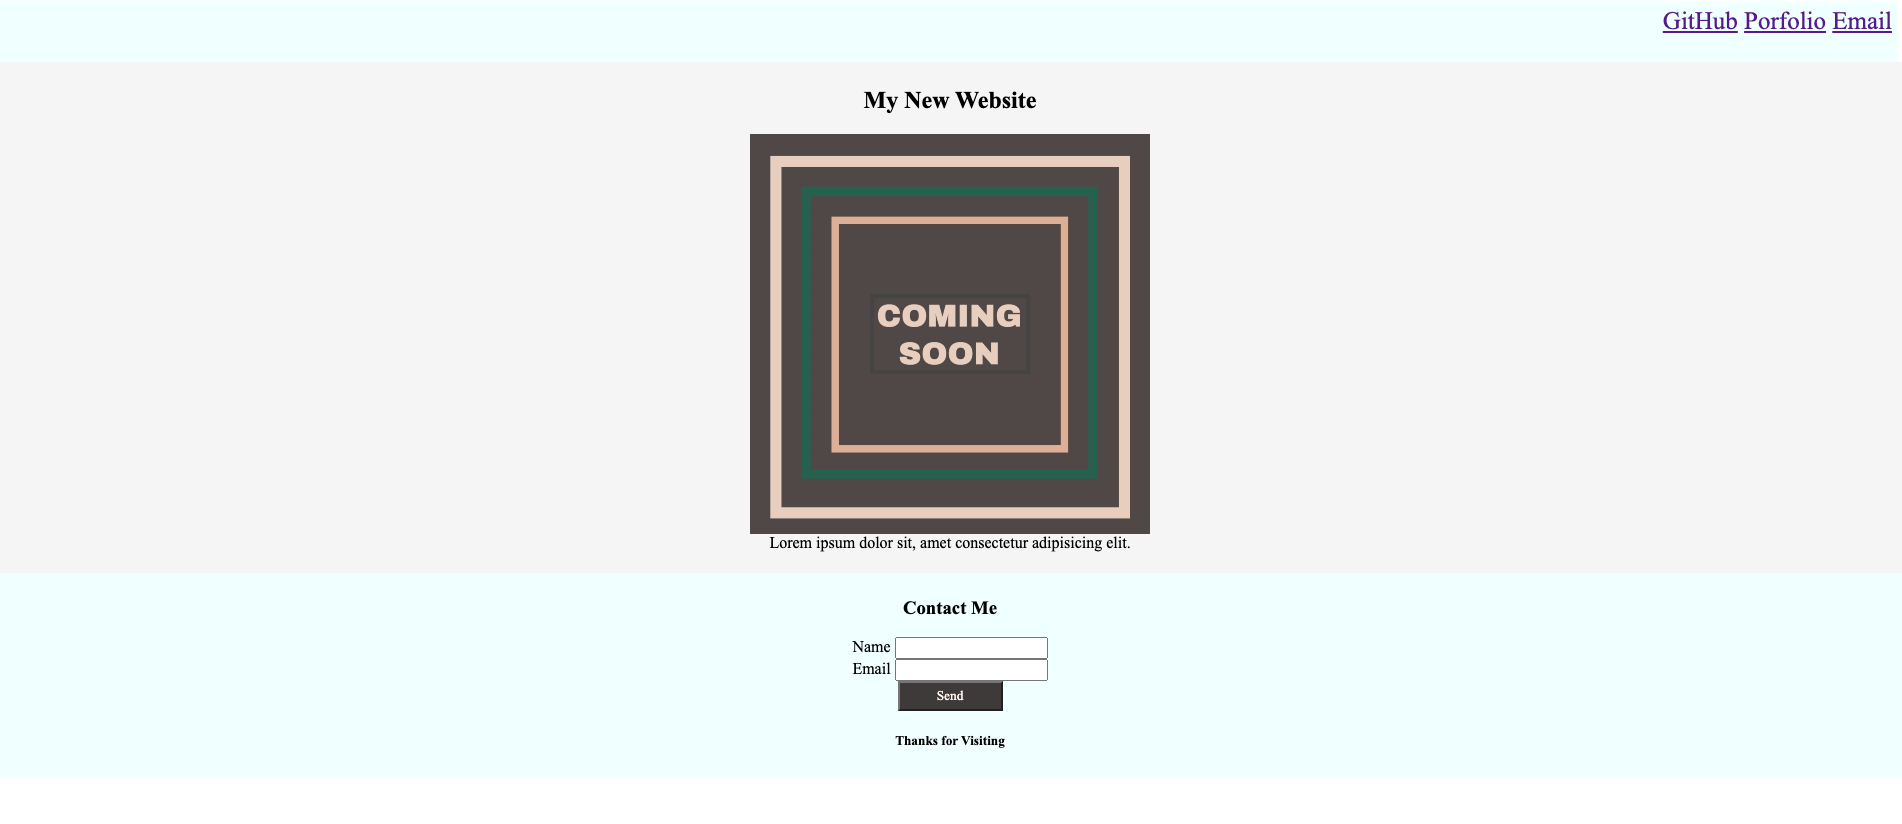 GitHub Porfolio Email
My New Website
COMING
SOON
Lorem ipsum dolor sit, amet consectetur adipisicing elit.
Contact Me
Name
Email
Send
Thanks for Visiting